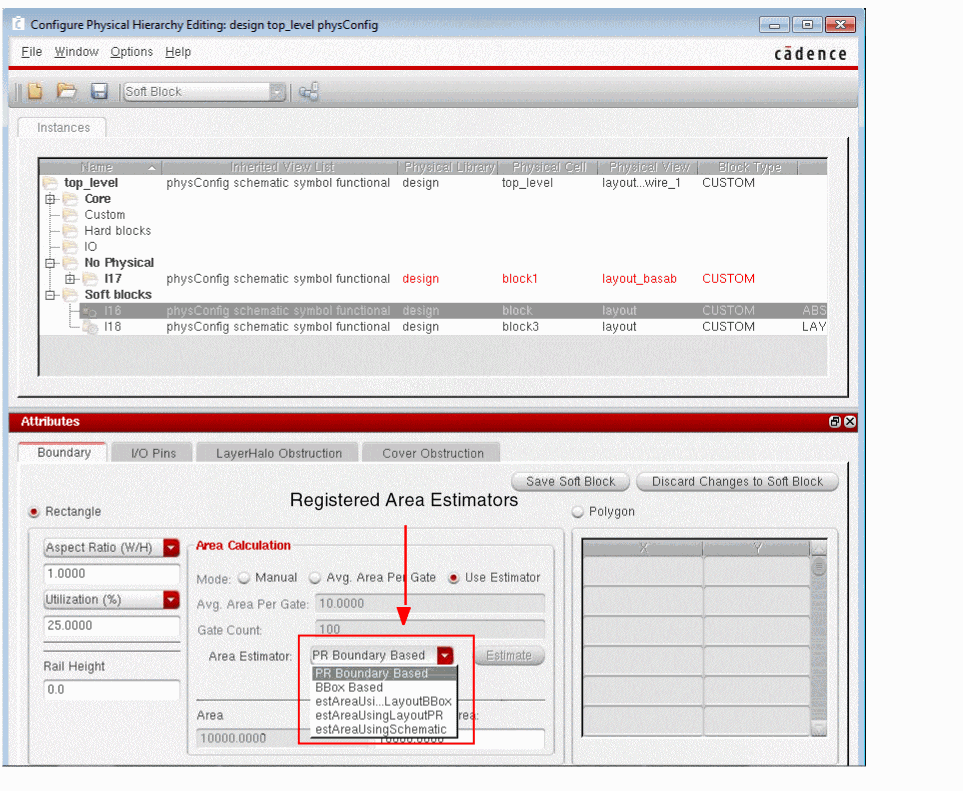 Configure Physical Hierarchy Editing: design top_level physConfig
File Window Options Help
cādence
Soft Block
Instances
Name Inherited View List Physical Library Physical Cell Physical View Block Type
top_level physConfig schematic symbol functional design top_level layout...wire_1 CUSTOM
Core
Custom
Hard blocks
IO
No Physical
I17 physConfig schematic symbol functional design block1 layout_basab CUSTOM
Soft blocks
I16 physConfig schematic symbol functional design block layout CUSTOM ABS
I18 physConfig schematic symbol functional design block3 layout CUSTOM LAY
Attributes
Boundary I/O Pins LayerHalo Obstruction Cover Obstruction
Save Soft Block Discard Changes to Soft Block
Registered Area Estimators
Rectangle Polygon
Aspect Ratio (W/H) Area Calculation X Y
1.0000 Mode: Manual Avg. Area Per Gate Use Estimator
Utilization (%) Avg. Area Per Gate: 10.0000
25.0000 Gate Count: 100
Area Estimator: PR Boundary Based Estimate
Rail Height PR Boundary Based
0.0 BBox Based
estAreaUsi...LayoutBBox
Area estAreaUsingLayoutPR rea:
estAreaUsingSchematic
10000.0000 10000.0000